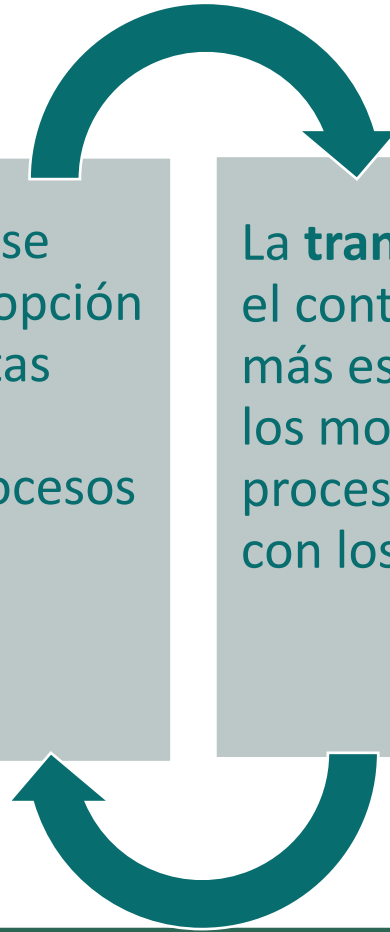 se
opción
tas
ocesos
La tran
el cont
más es
los mo
proces
con los